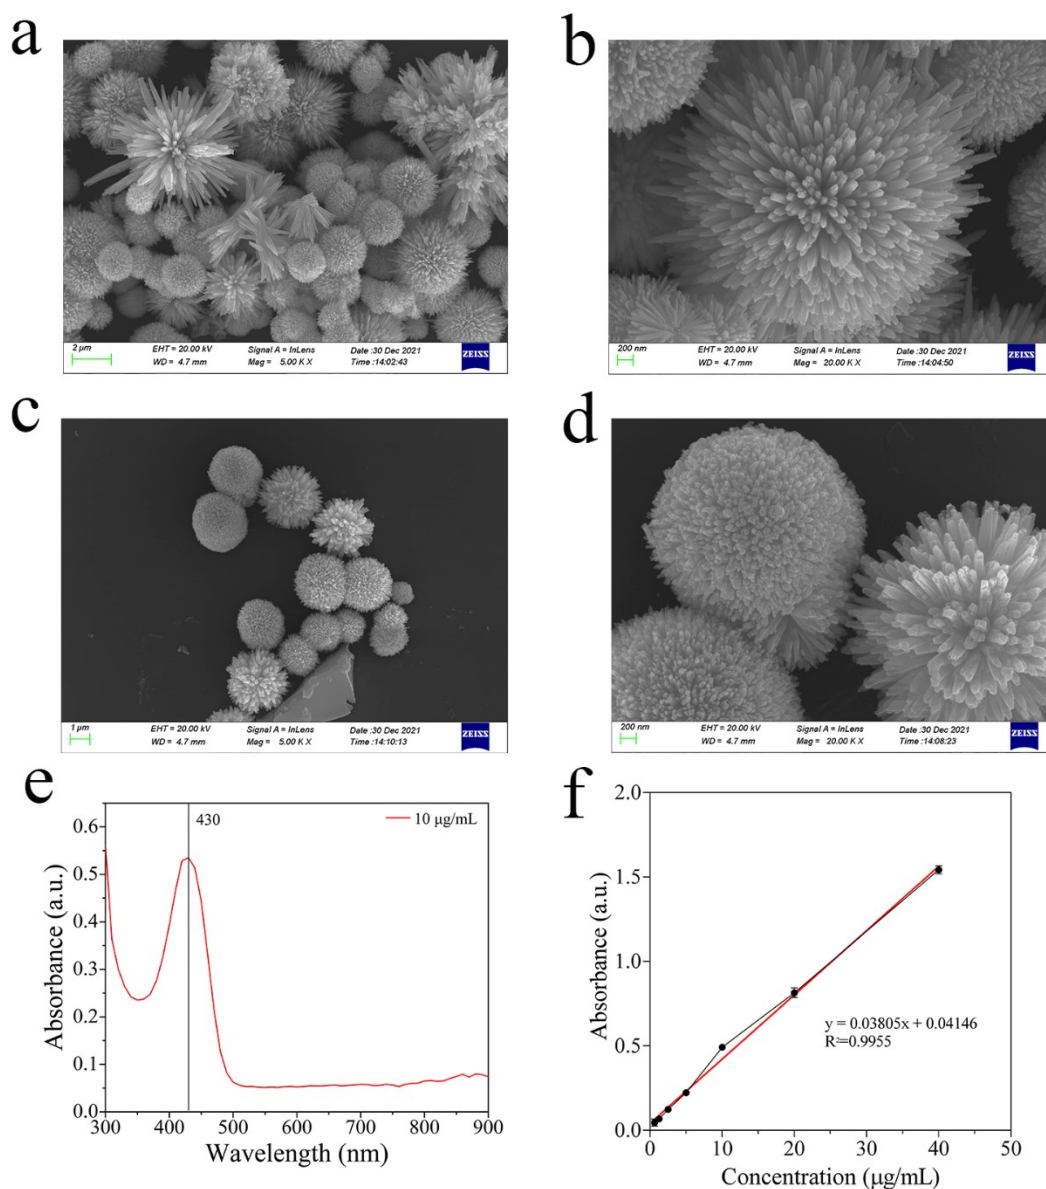 a
2 µm
EHT = 20.00 kV
Signal A = InLens
Date :30 Dec 2021
WD = 4.7 mm
Mag = 5.00 K X
Time :14:02:43
ZEISS
b
200 nm
EHT = 20.00 kV
Signal A = InLens
Date :30 Dec 2021
WD = 4.7 mm
Mag = 20.00 K X
Time :14:04:50
ZEISS
c
1 µm
EHT = 20.00 kV
Signal A = InLens
Date :30 Dec 2021
WD = 4.7 mm
Mag = 5.00 K X
Time :14:10:13
ZEISS
d
200 nm
EHT = 20.00 kV
Signal A = InLens
Date :30 Dec 2021
WD = 4.7 mm
Mag = 20.00 K X
Time :14:08:23
ZEISS
e
430
10 µg/mL
0.6
0.5
0.4
0.3
0.2
0.1
0.0
Absorbance (a.u.)
300 400 500 600 700 800 900
Wavelength (nm)
f
2.0
1.5
1.0
0.5
0.0
Absorbance (a.u.)
y = 0.03805x + 0.04146
R²=0.9955
0 10 20 30 40 50
Concentration (µg/mL)